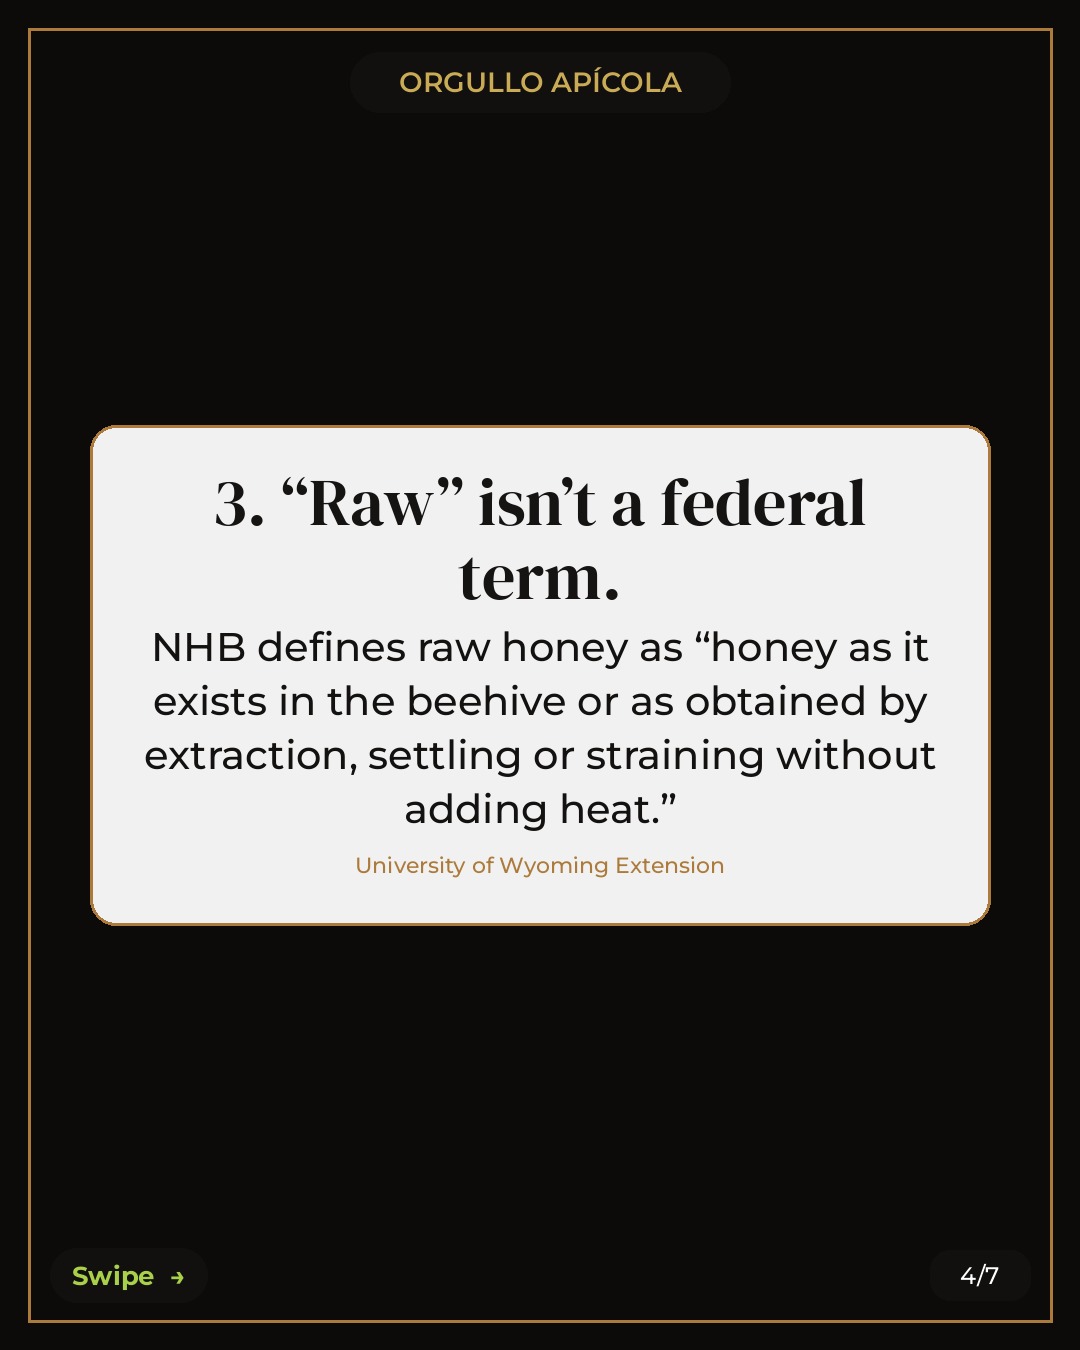 ORGULLO APÍCOLA
3. “Raw” isn’t a federal
term.
NHB defines raw honey as “honey as it
exists in the beehive or as obtained by
extraction, settling or straining without
adding heat.”
University of Wyoming Extension
Swipe →
4/7